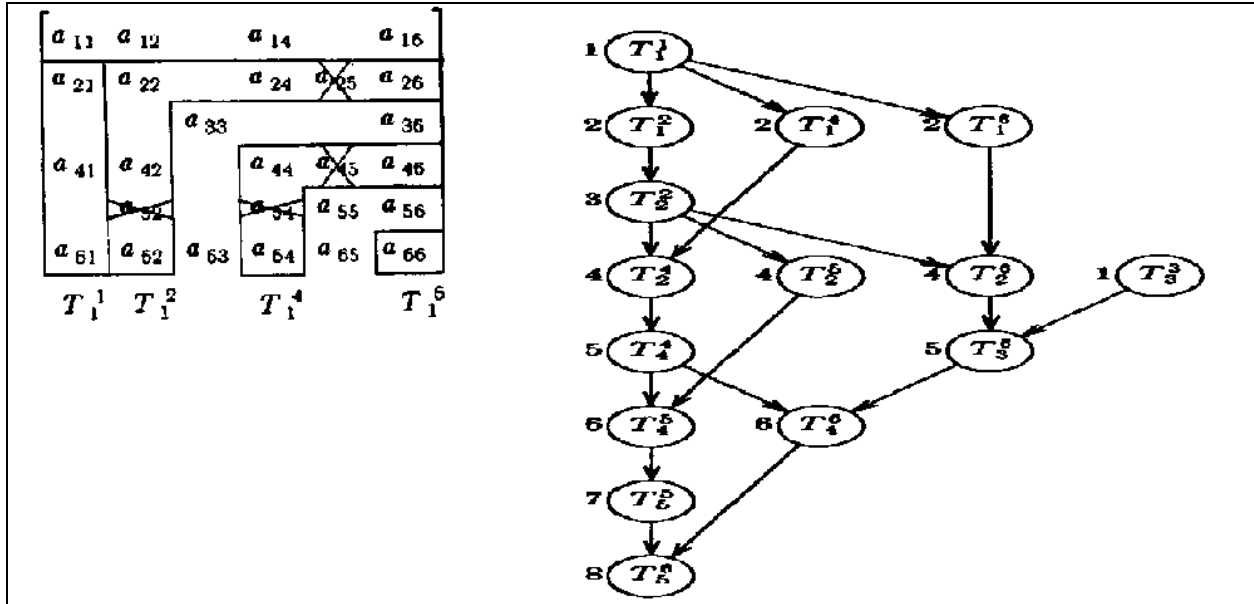 a₁₁ a₁₂ a₁₄ a₁₆
a₂₁ a₂₂ a₂₄ a₂₅ a₂₆
a₃₃ a₃₆
a₄₁ a₄₂ a₄₄ a₄₅ a₄₆
a₅₂ a₅₄ a₅₅ a₅₆
a₆₁ a₆₂ a₆₃ a₆₄ a₆₅ a₆₆
T₁¹ T₁² T₁⁴ T₁⁶
1 T₁¹
2 T₁² 2 T₁⁴ 2 T₁⁶
3 T₂²
4 T₂⁴ 4 T₂⁵ 4 T₂⁶ 1 T₃³
5 T₄⁴ 5 T₃⁶
6 T₄⁵ 6 T₄⁶
7 T₅⁵
8 T₅⁶